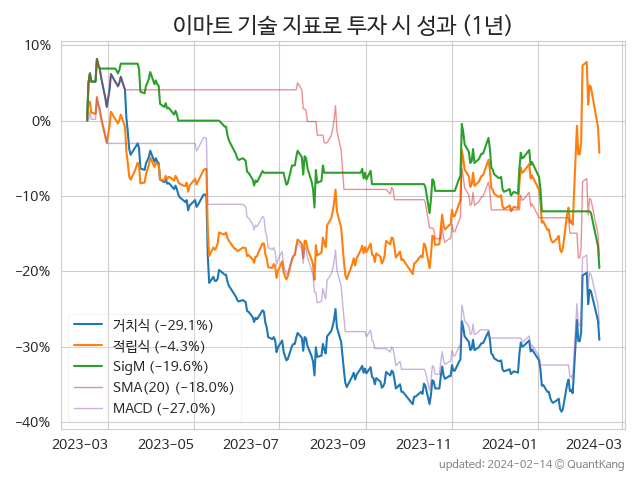 이마트 기술 지표로 투자 시 성과 (1년)
10%
0%
−10%
−20%
−30%
−40%
거치식 (−29.1%)
적립식 (−4.3%)
SigM (−19.6%)
SMA(20) (−18.0%)
MACD (−27.0%)
2023−03 2023−05 2023−07 2023−09 2023−11 2024−01 2024−03
updated: 2024−02−14 © QuantKang